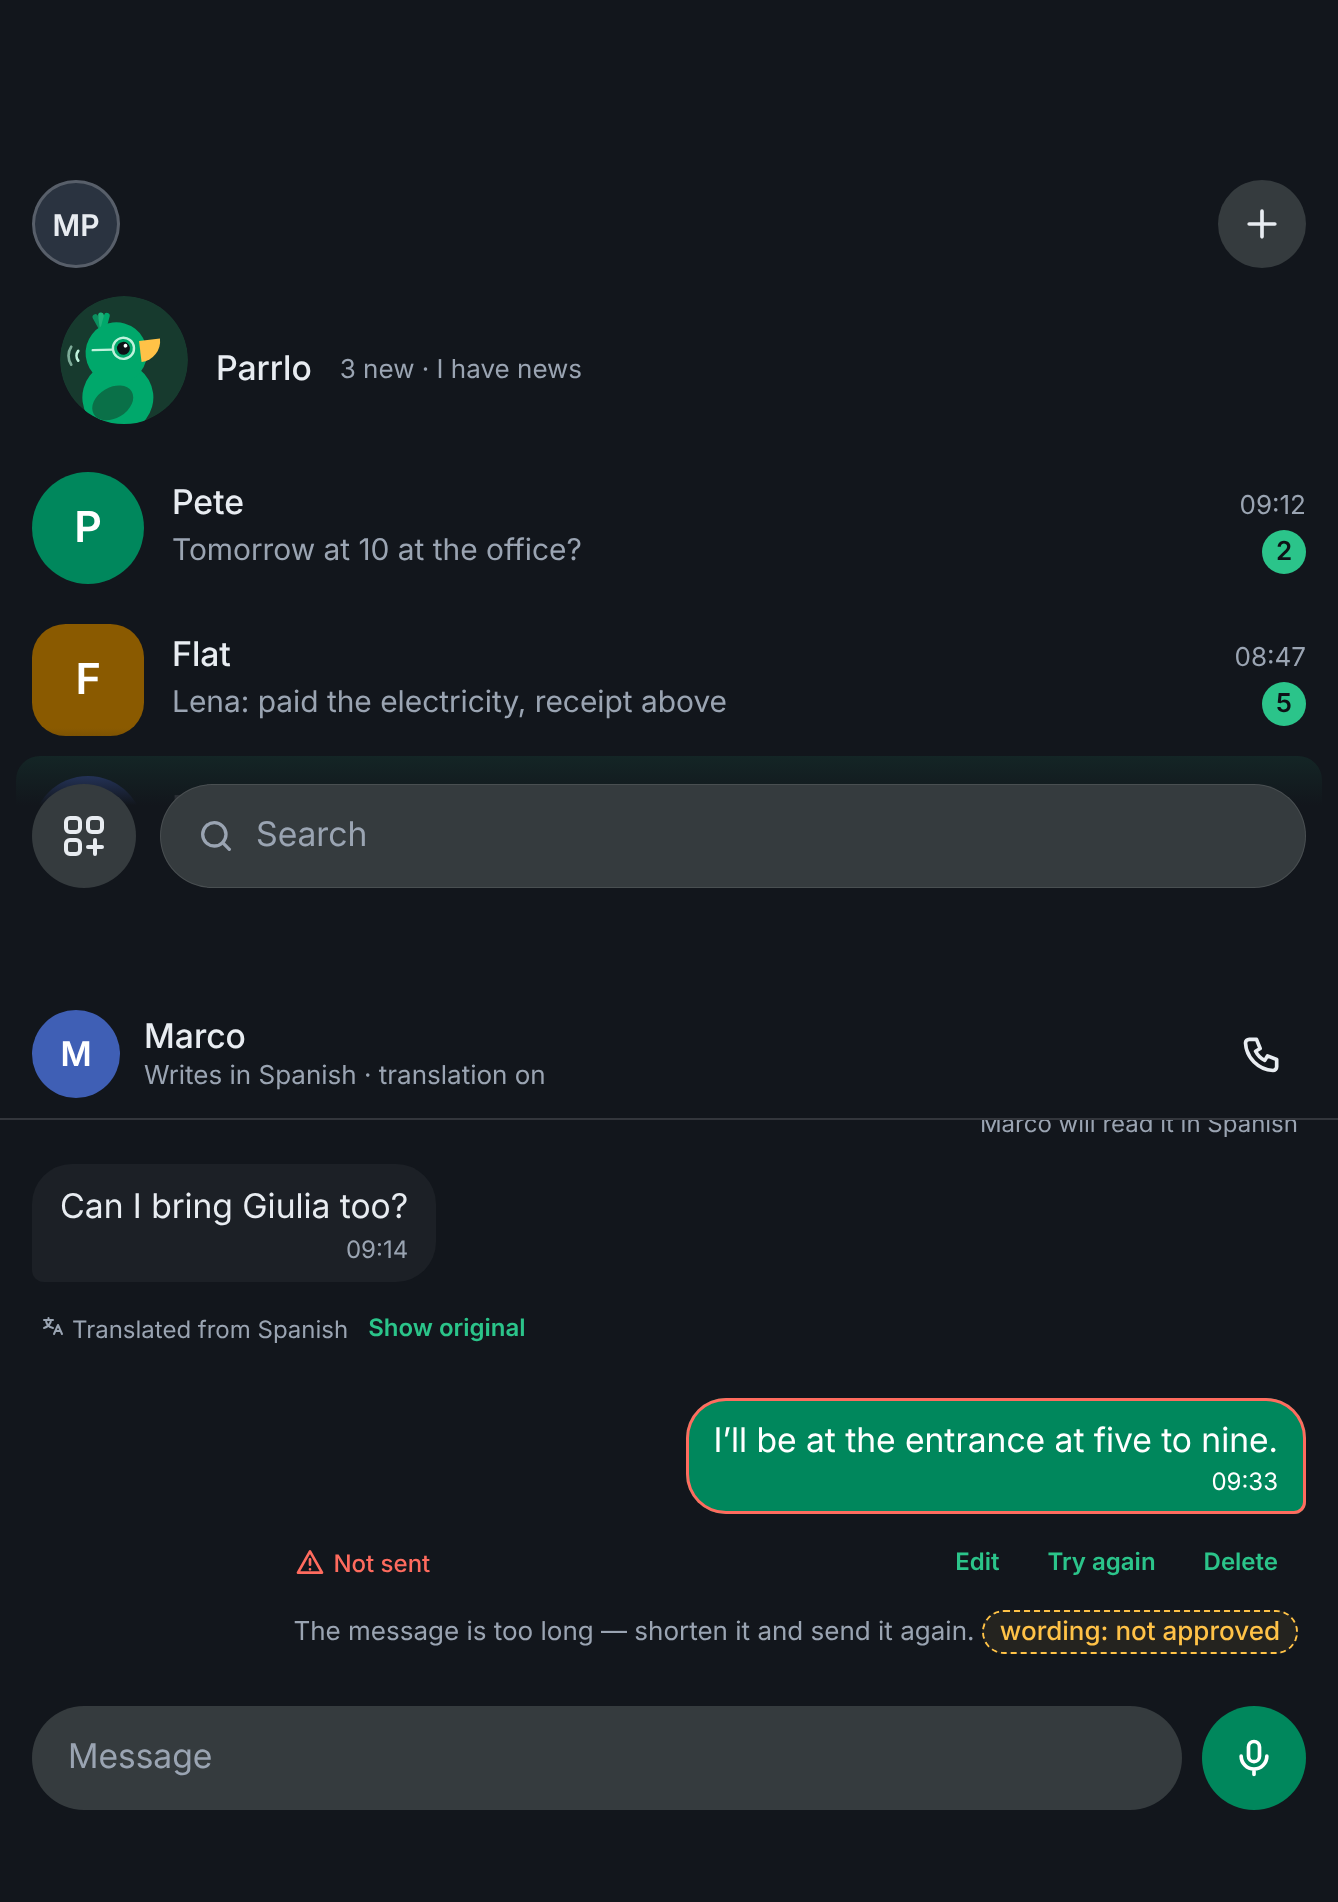 MP
Parrlo 3 new · I have news
P
Pete
09:12
Tomorrow at 10 at the office?
2
F
Flat
08:47
Lena: paid the electricity, receipt above
5
Search
M
Marco
Writes in Spanish · translation on
Marco will read it in Spanish
Can I bring Giulia too?
09:14
Translated from Spanish Show original
I’ll be at the entrance at five to nine.
09:33
Not sent
Edit Try again Delete
The message is too long — shorten it and send it again. wording: not approved
Message